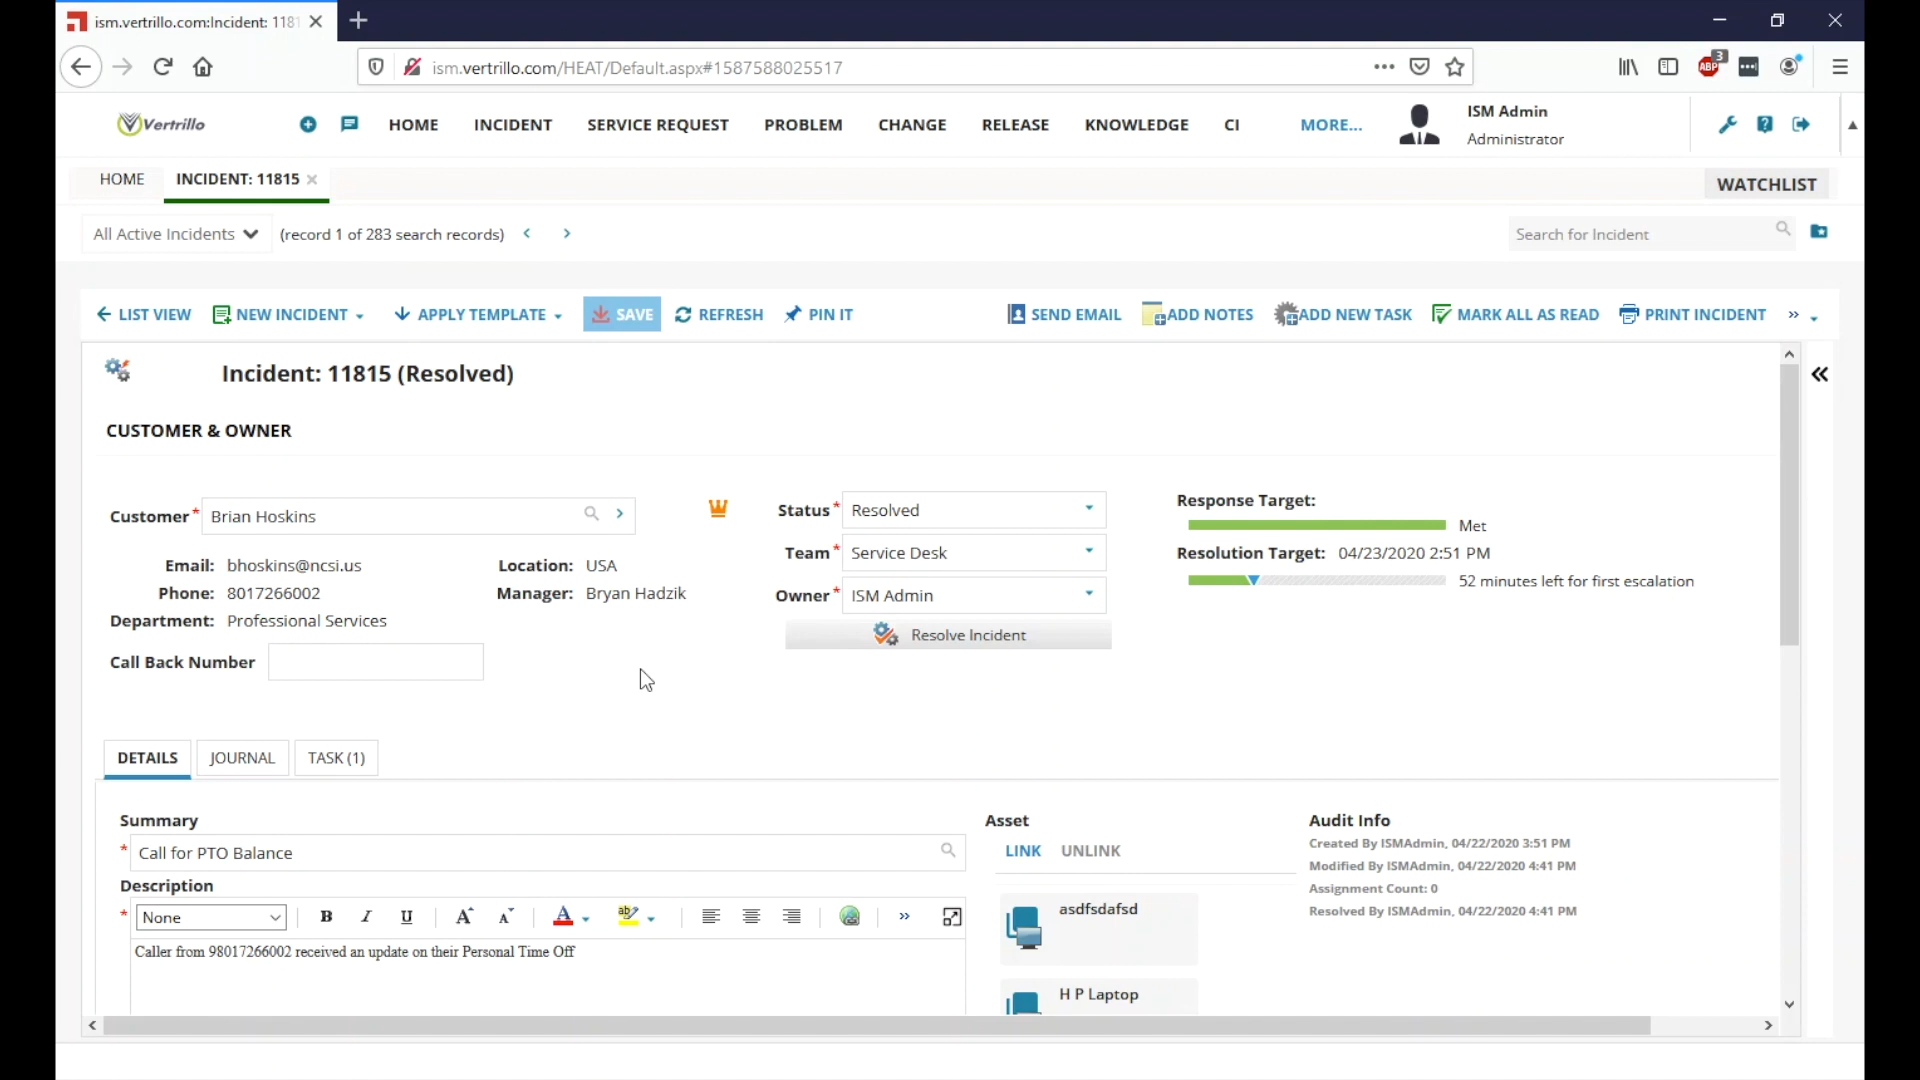 ism.vertrillo.com:Incident: 1181
ism.vertrillo.com/HEAT/Default.aspx#1587588025517
ABP 3
Vertrillo
HOME INCIDENT SERVICE REQUEST PROBLEM CHANGE RELEASE KNOWLEDGE CI MORE...
ISM Admin
Administrator
HOME INCIDENT: 11815
WATCHLIST
All Active Incidents (record 1 of 283 search records)
Search for Incident
LIST VIEW NEW INCIDENT APPLY TEMPLATE SAVE REFRESH PIN IT SEND EMAIL ADD NOTES ADD NEW TASK MARK ALL AS READ PRINT INCIDENT
Incident: 11815 (Resolved)
CUSTOMER & OWNER
Customer* Brian Hoskins
Email: bhoskins@ncsi.us
Location: USA
Phone: 8017266002
Manager: Bryan Hadzik
Department: Professional Services
Call Back Number
Status* Resolved
Team* Service Desk
Owner* ISM Admin
Resolve Incident
Response Target:
Met
Resolution Target: 04/23/2020 2:51 PM
52 minutes left for first escalation
DETAILS JOURNAL TASK (1)
Summary
* Call for PTO Balance
Description
* None B I U A A A ab
Caller from 98017266002 received an update on their Personal Time Off
Asset
LINK UNLINK
asdfsdafsd
H P Laptop
Audit Info
Created By ISMAdmin, 04/22/2020 3:51 PM
Modified By ISMAdmin, 04/22/2020 4:41 PM
Assignment Count: 0
Resolved By ISMAdmin, 04/22/2020 4:41 PM